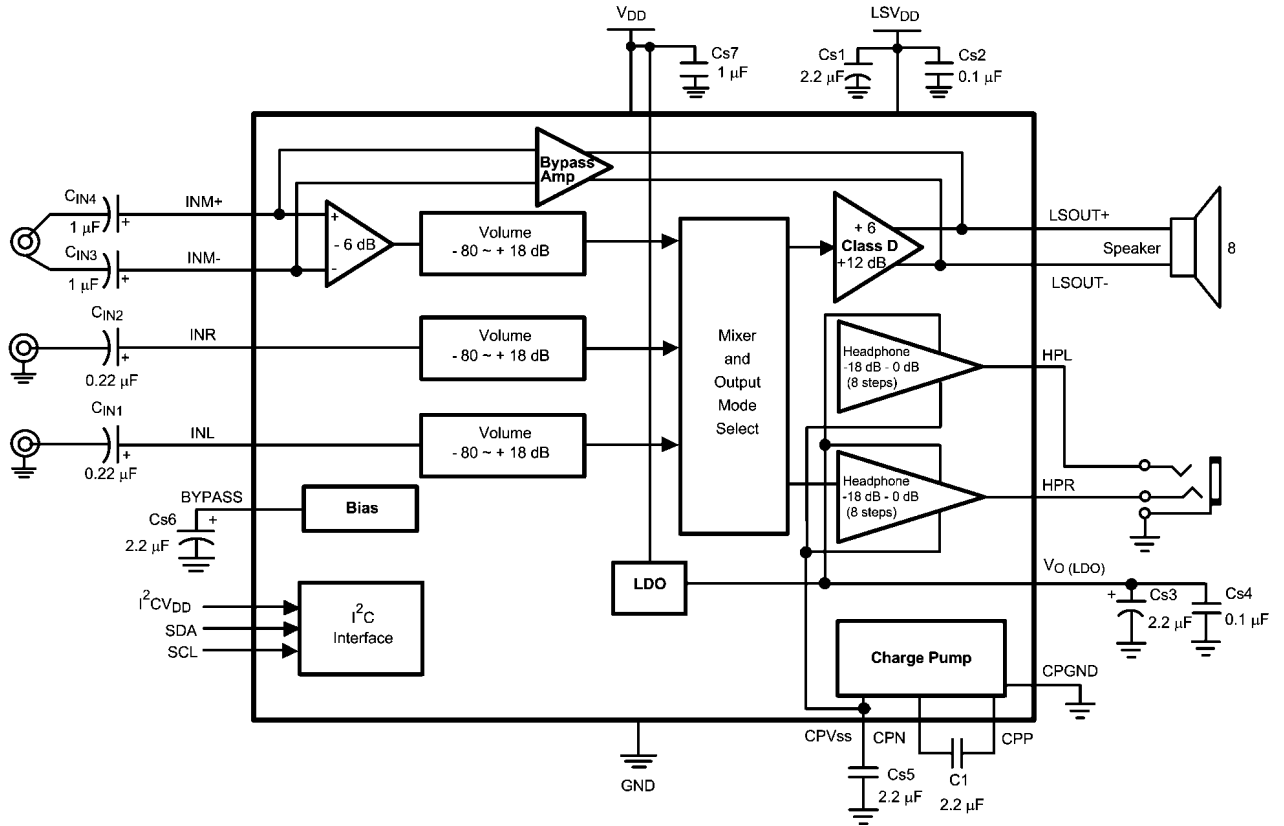 VDD
LSVDD
Cs7
1 µF
Cs1
2.2 µF
Cs2
0.1 µF
Bypass
Amp
CIN4
1 µF
+
INM+
CIN3
1 µF
+
INM-
+
- 6 dB
-
Volume
- 80 ~ + 18 dB
+ 6
Class D
+12 dB
LSOUT+
Speaker
LSOUT-
8
CIN2
0.22 µF
+
INR
Volume
- 80 ~ + 18 dB
Mixer
and
Output
Mode
Select
Headphone
-18 dB - 0 dB
(8 steps)
HPL
CIN1
0.22 µF
+
INL
Volume
- 80 ~ + 18 dB
Headphone
-18 dB - 0 dB
(8 steps)
HPR
BYPASS
Cs6
+
2.2 µF
Bias
LDO
VO (LDO)
+
Cs3
2.2 µF
Cs4
0.1 µF
I²CVDD
SDA
SCL
I²C
Interface
Charge Pump
CPGND
CPVss
CPN
CPP
GND
Cs5
2.2 µF
C1
2.2 µF